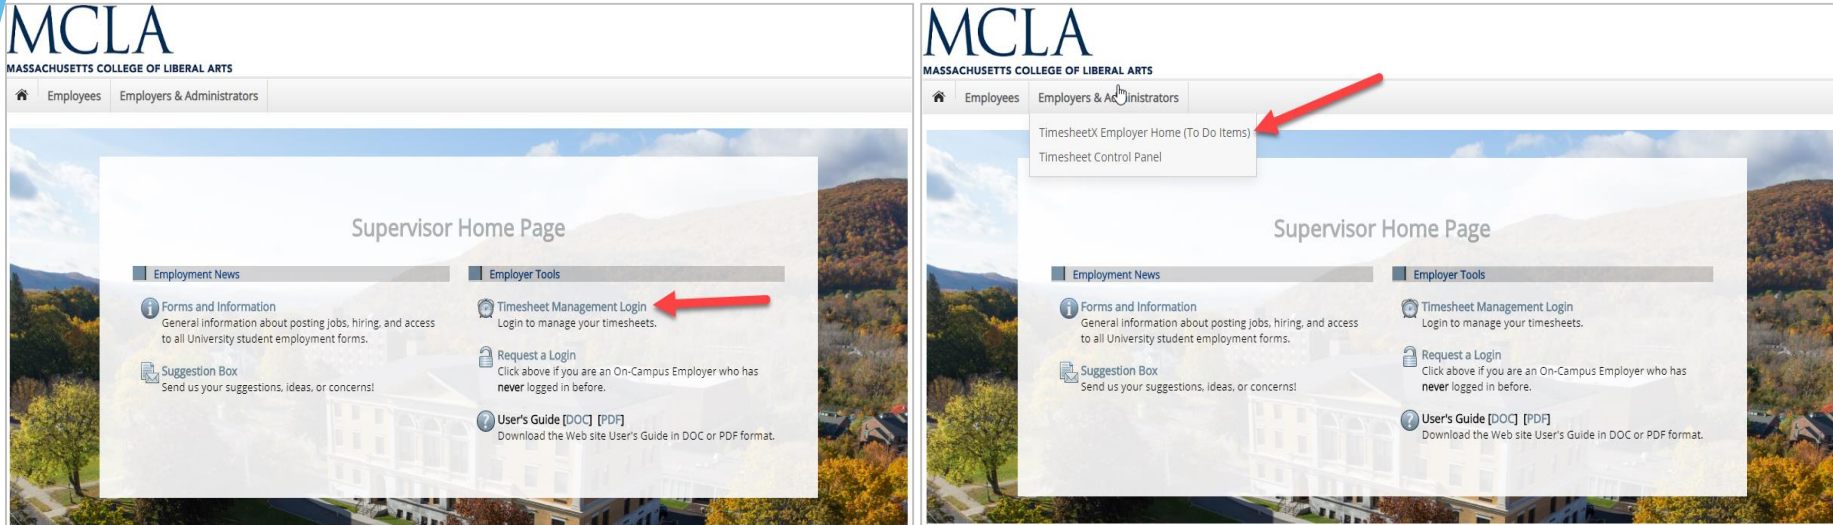 MCLA
MASSACHUSETTS COLLEGE OF LIBERAL ARTS
Employees Employers & Administrators
Supervisor Home Page
Employment News
Forms and Information
General information about posting jobs, hiring, and access
to all University student employment forms.
Suggestion Box
Send us your suggestions, ideas, or concerns!
Employer Tools
Timesheet Management Login
Login to manage your timesheets.
Request a Login
Click above if you are an On-Campus Employer who has
never logged in before.
User's Guide [DOC] [PDF]
Download the Web site User's Guide in DOC or PDF format.
MCLA
MASSACHUSETTS COLLEGE OF LIBERAL ARTS
Employees Employers & Administrators
TimesheetX Employer Home (To Do Items)
Timesheet Control Panel
Supervisor Home Page
Employment News
Forms and Information
General information about posting jobs, hiring, and access
to all University student employment forms.
Suggestion Box
Send us your suggestions, ideas, or concerns!
Employer Tools
Timesheet Management Login
Login to manage your timesheets.
Request a Login
Click above if you are an On-Campus Employer who has
never logged in before.
User's Guide [DOC] [PDF]
Download the Web site User's Guide in DOC or PDF format.